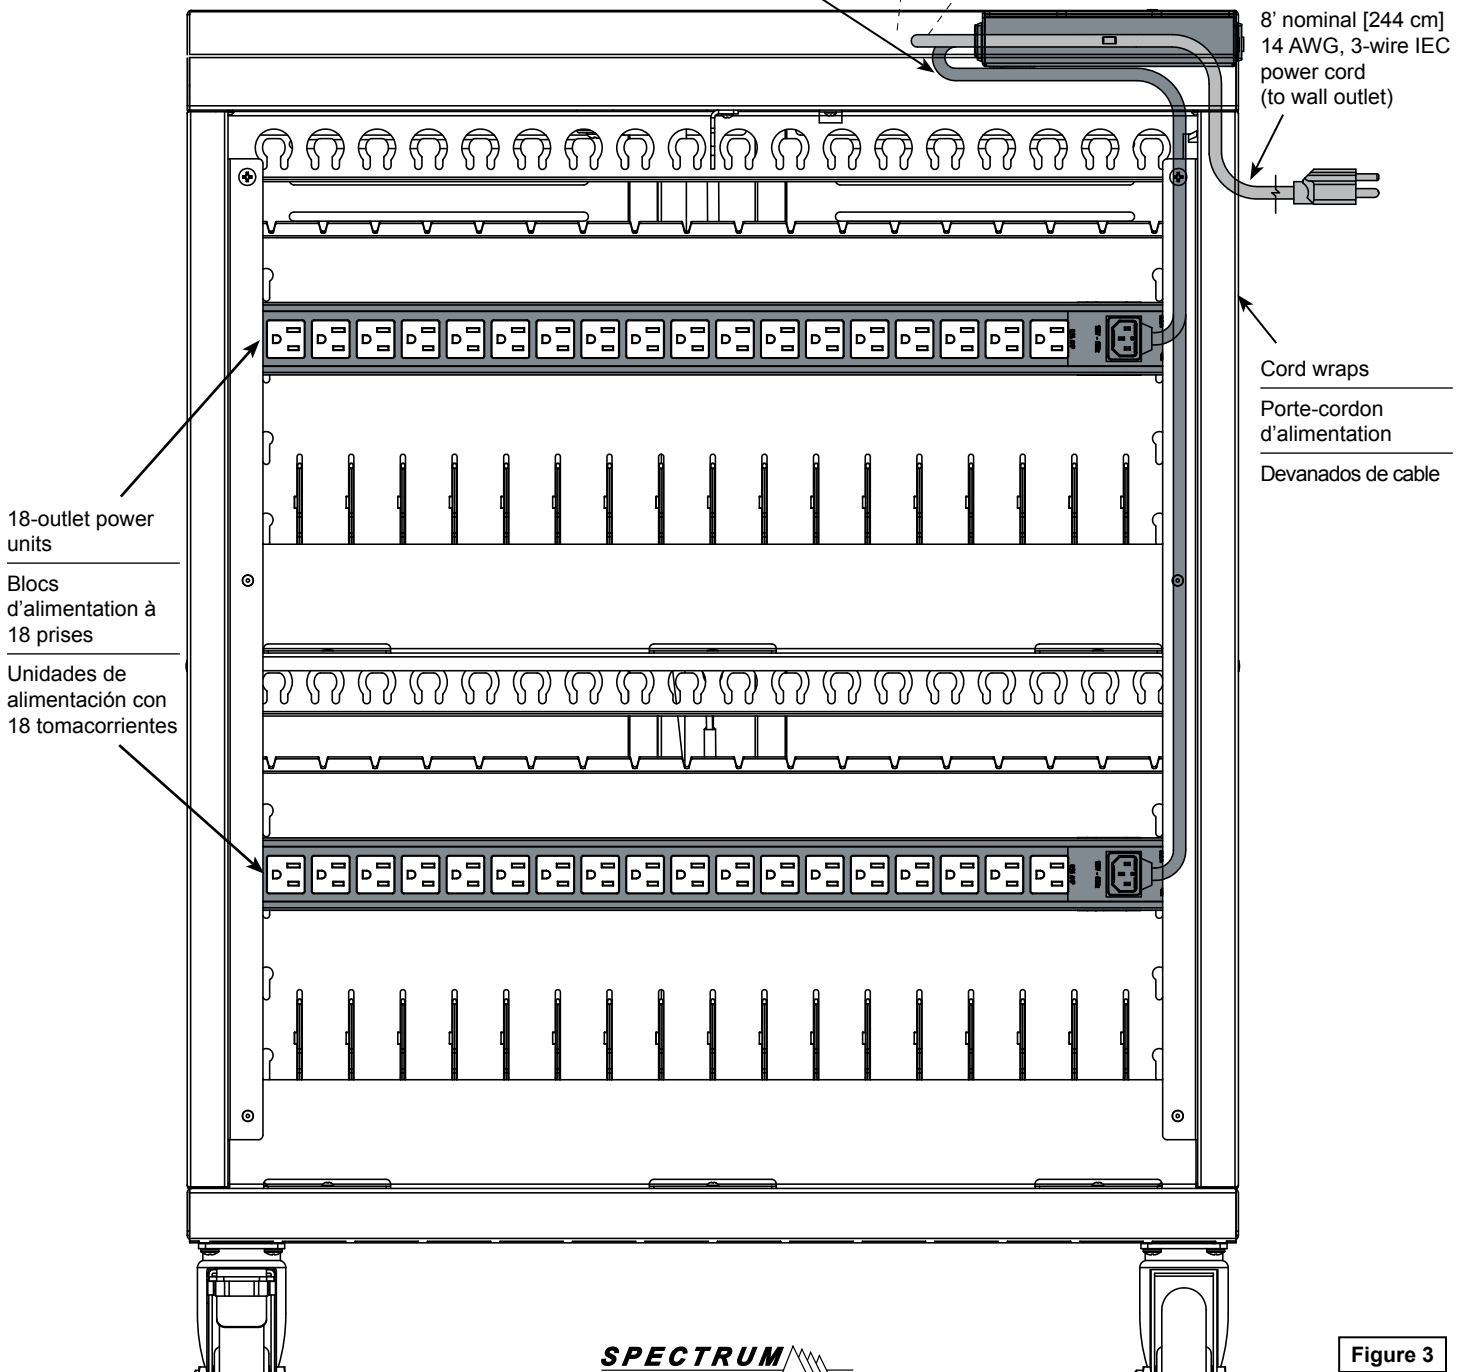 8’ nominal [244 cm]
14 AWG, 3-wire IEC
power cord
(to wall outlet)
Cord wraps
Porte-cordon
d’alimentation
Devanados de cable
18-outlet power
units
Blocs
d’alimentation à
18 prises
Unidades de
alimentación con
18 tomacorrientes
SPECTRUM
Figure 3